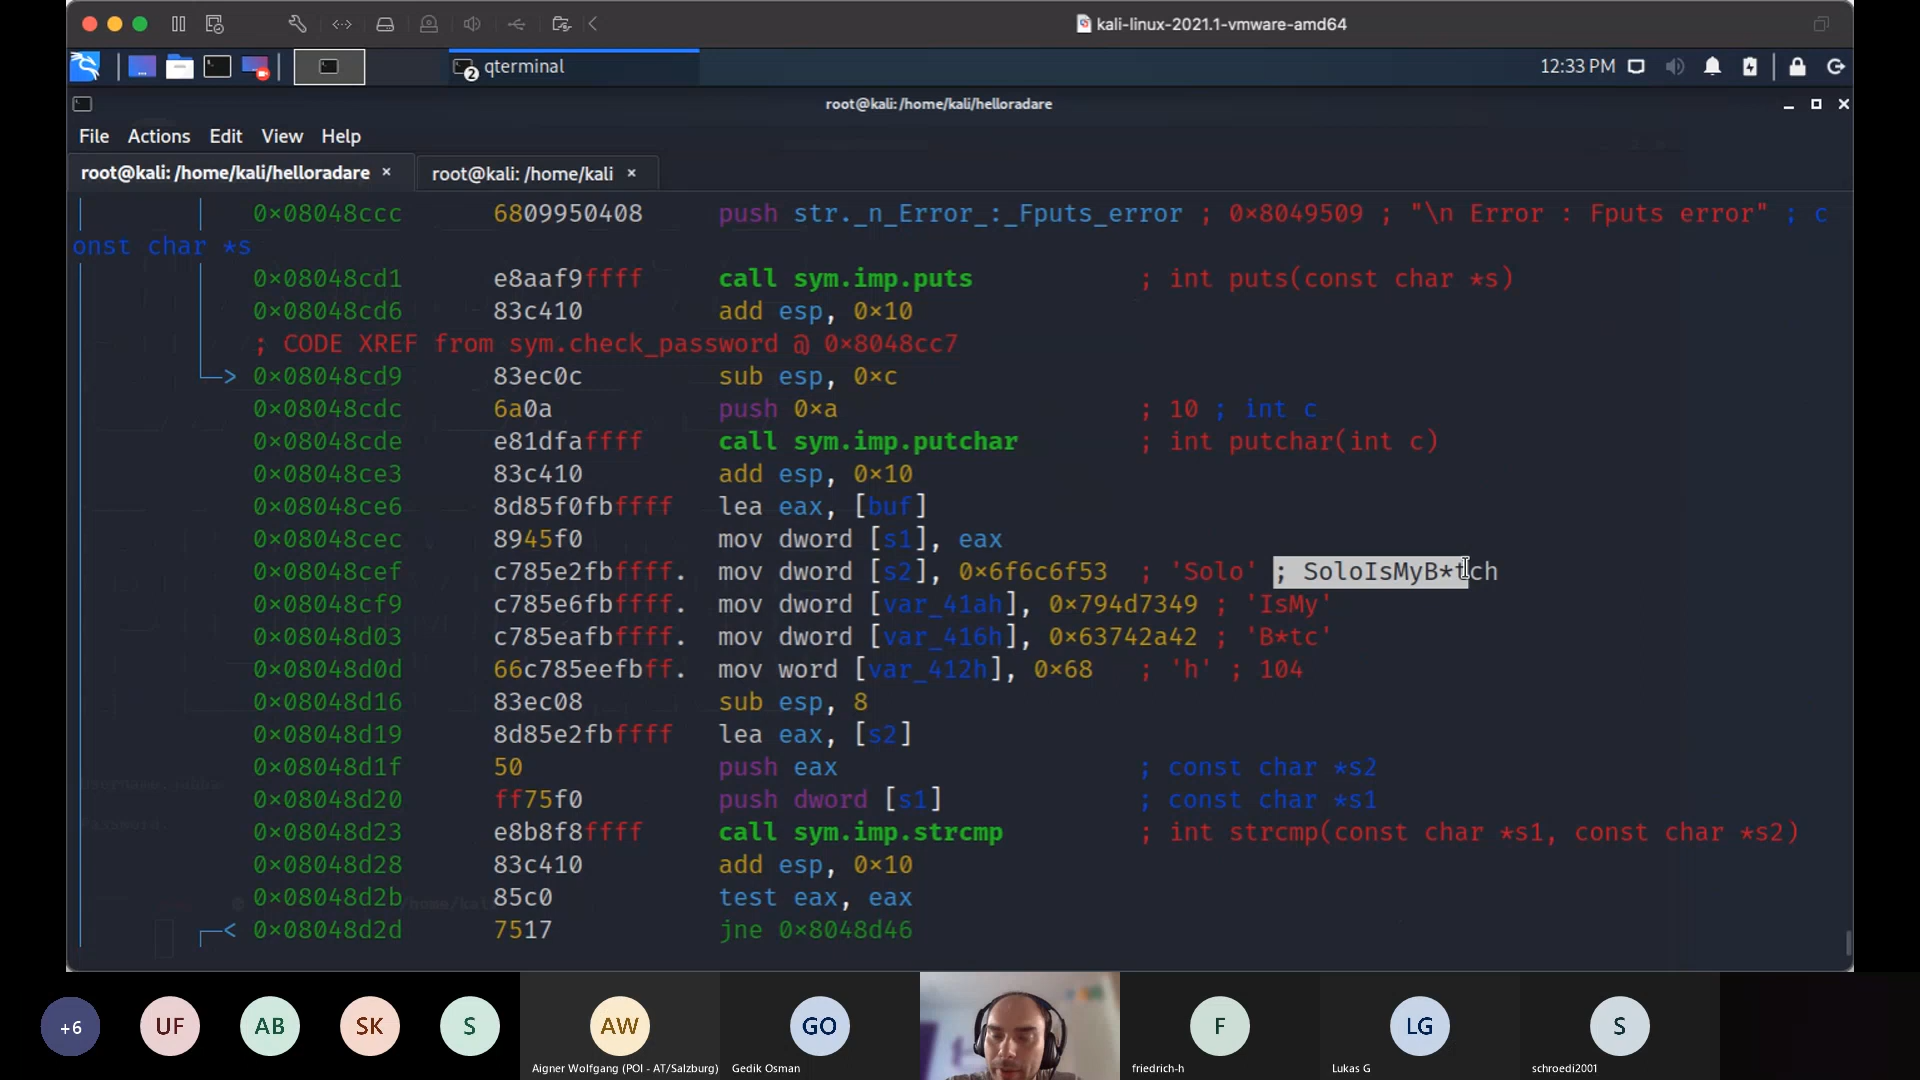 kali-linux-2021.1-vmware-amd64
2 qterminal 12:33 PM
root@kali: /home/kali/helloradare
File Actions Edit View Help
root@kali: /home/kali/helloradare × root@kali: /home/kali ×
0×08048ccc 6809950408 push str._n_Error_:_Fputs_error ; 0×8049509 ; "\n Error : Fputs error" ; c
onst char *s
0×08048cd1 e8aaf9ffff call sym.imp.puts ; int puts(const char *s)
0×08048cd6 83c410 add esp, 0×10
; CODE XREF from sym.check_password @ 0×8048cc7
0×08048cd9 83ec0c sub esp, 0×c
0×08048cdc 6a0a push 0×a ; 10 ; int c
0×08048cde e81dfaffff call sym.imp.putchar ; int putchar(int c)
0×08048ce3 83c410 add esp, 0×10
0×08048ce6 8d85f0fbffff lea eax, [buf]
0×08048cec 8945f0 mov dword [s1], eax
0×08048cef c785e2fbffff. mov dword [s2], 0×6f6c6f53 ; 'Solo' ; SoloIsMyB*tch
0×08048cf9 c785e6fbffff. mov dword [var_41ah], 0×794d7349 ; 'IsMy'
0×08048d03 c785eafbffff. mov dword [var_416h], 0×63742a42 ; 'B*tc'
0×08048d0d 66c785eefbff. mov word [var_412h], 0×68 ; 'h' ; 104
0×08048d16 83ec08 sub esp, 8
0×08048d19 8d85e2fbffff lea eax, [s2]
0×08048d1f 50 push eax ; const char *s2
0×08048d20 ff75f0 push dword [s1] ; const char *s1
0×08048d23 e8b8f8ffff call sym.imp.strcmp ; int strcmp(const char *s1, const char *s2)
0×08048d28 83c410 add esp, 0×10
0×08048d2b 85c0 test eax, eax
0×08048d2d 7517 jne 0×8048d46
+6 UF AB SK S AW GO F LG S
Aigner Wolfgang (POI - AT/Salzburg) Gedik Osman friedrich-h Lukas G schroedi2001